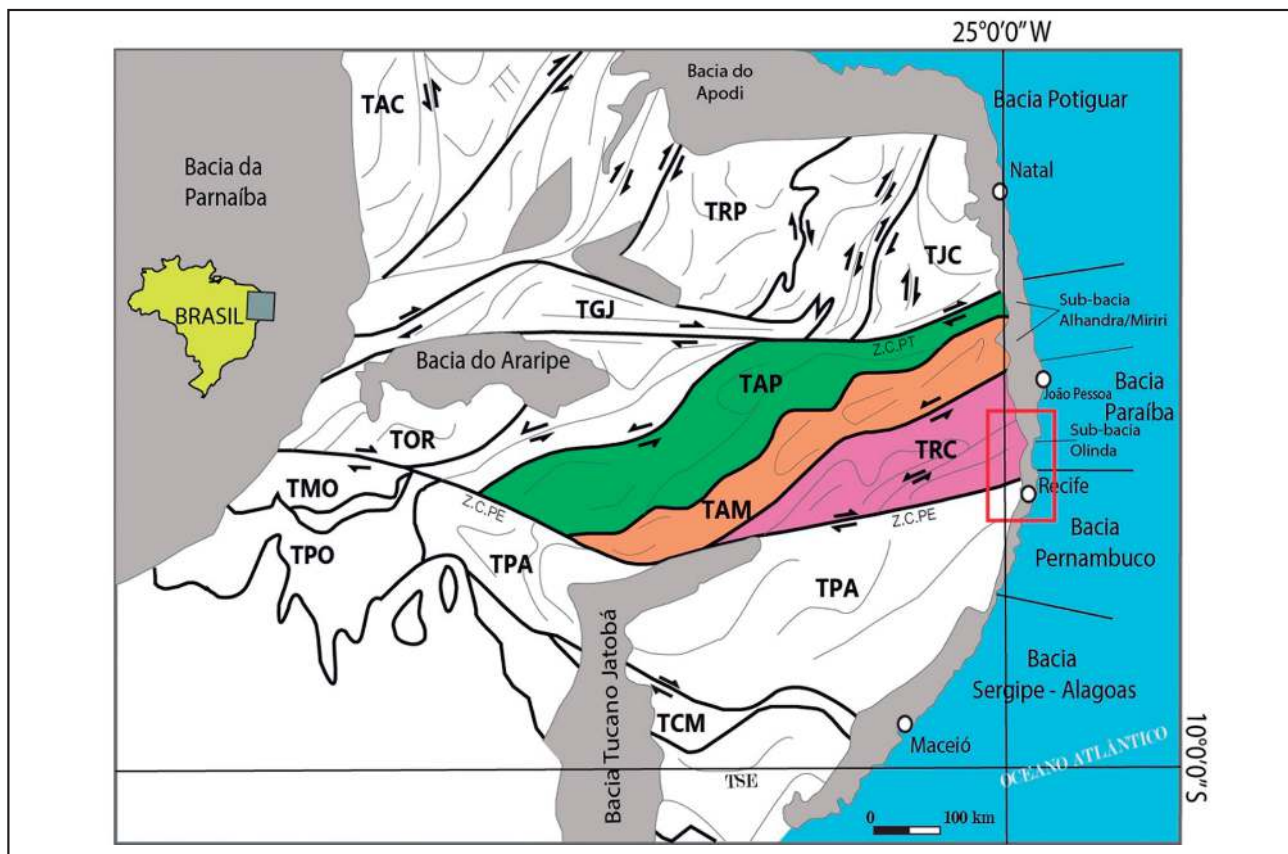 25°0'0"W
Bacia do
Apodi
Bacia Potiguar
TAC
Bacia da
Parnaíba
Natal
TRP
TJC
BRASIL
TGJ
Sub-bacia
Alhandra/Miriri
Bacia do Araripe
Z.C.PT
TAP
João Pessoa
Bacia
Paraíba
TOR
TRC
Sub-bacia
Olinda
TMO
Z.C.PE
TAM
Z.C.PE
Recife
TPO
TPA
Bacia
Pernambuco
TPA
Bacia Tucano Jatobá
Bacia
Sergipe - Alagoas
TCM
Maceió
10°0'0"S
TSE
OCEANO ATLÂNTICO
0 100 km